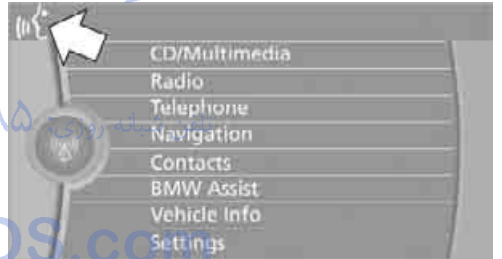 CD/Multimedia
Radio
Telephone
Navigation
Contacts
BMW Assist
Vehicle Info
Settings